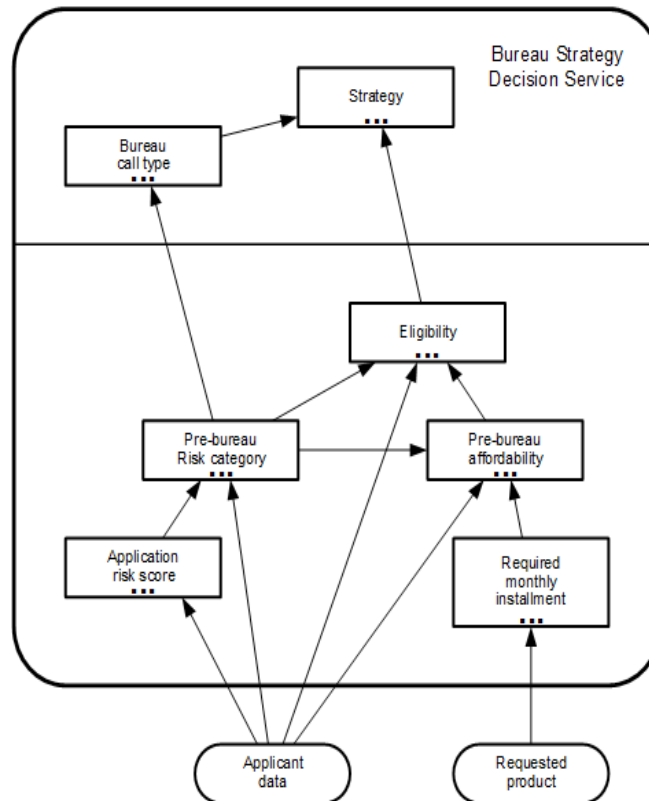 Bureau Strategy
Decision Service
Strategy
...
Bureau
call type
...
Eligibility
...
Pre-bureau
Risk category
...
Pre-bureau
affordability
...
Application
risk score
...
Required
monthly
installment
...
Applicant
data
Requested
product